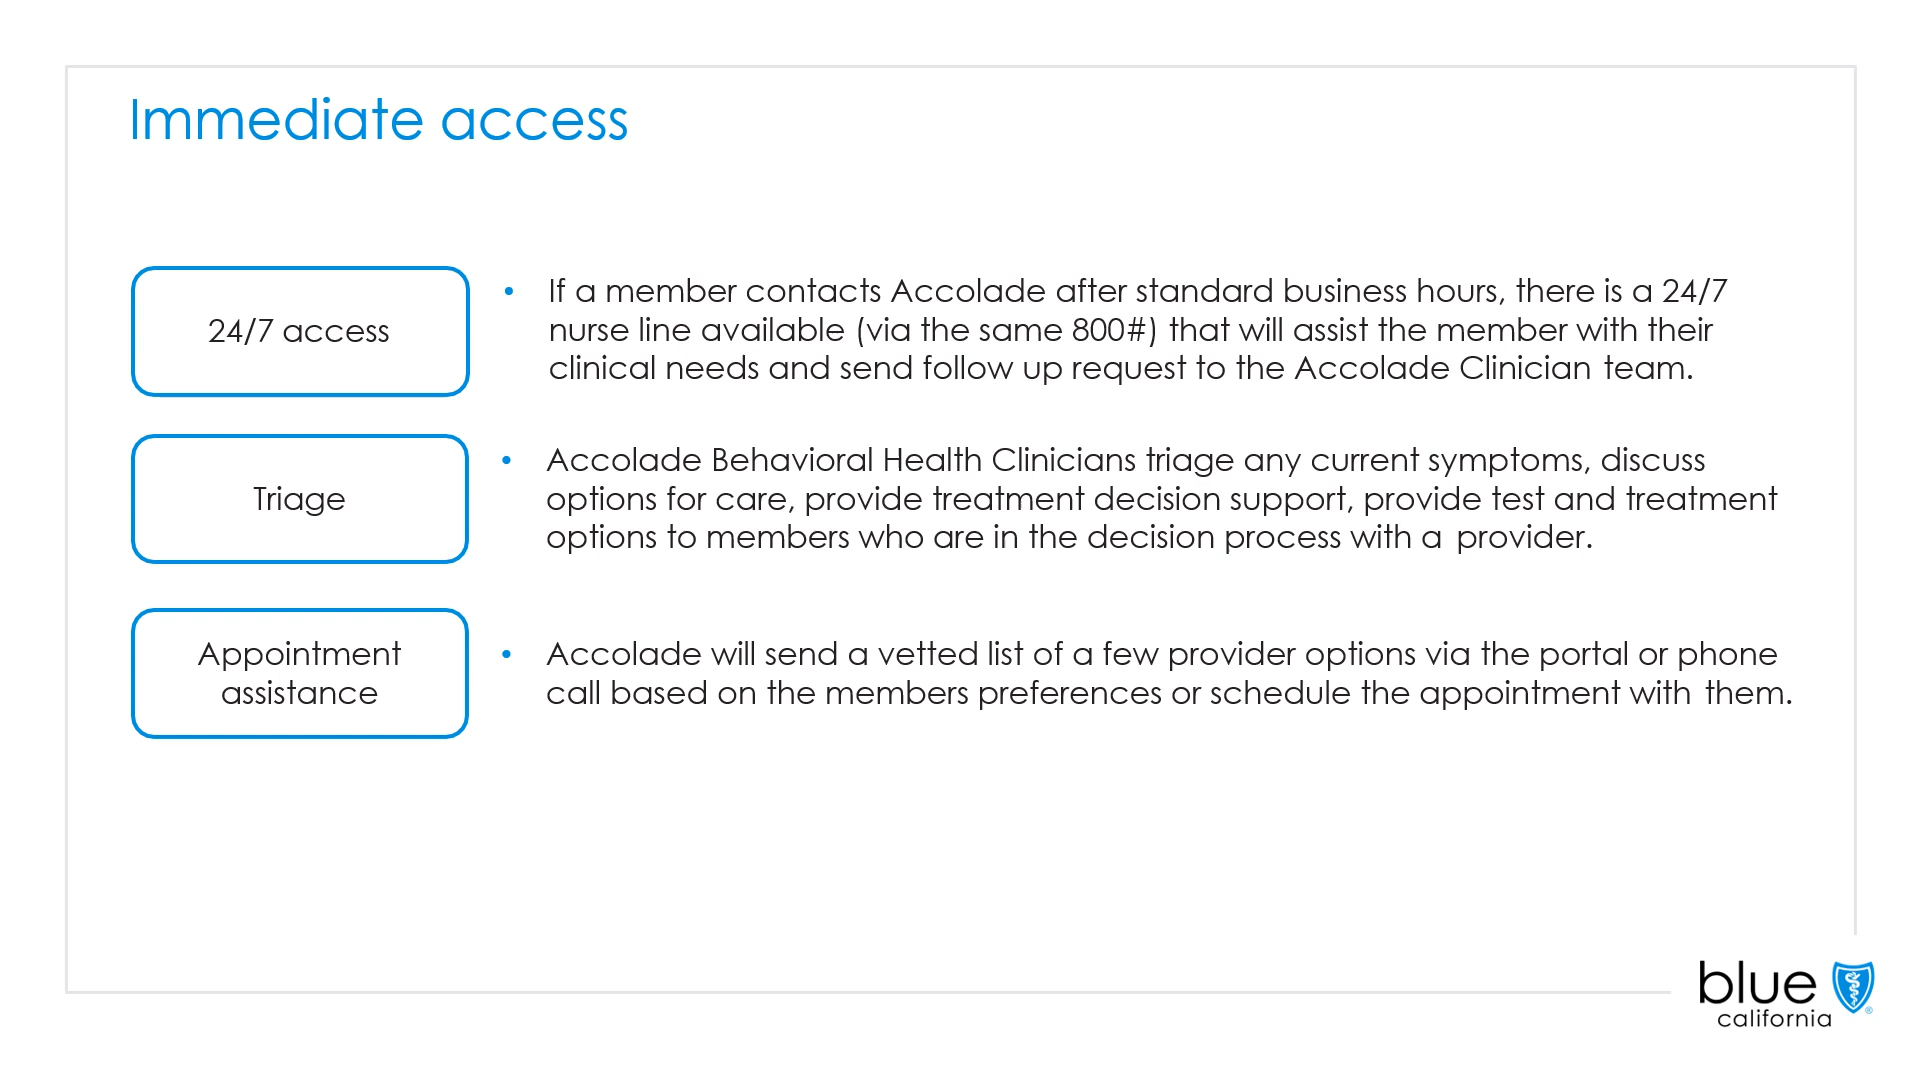 Immediate access
24/7 access
• If a member contacts Accolade after standard business hours, there is a 24/7
nurse line available (via the same 800#) that will assist the member with their
clinical needs and send follow up request to the Accolade Clinician team.
Triage
• Accolade Behavioral Health Clinicians triage any current symptoms, discuss
options for care, provide treatment decision support, provide test and treatment
options to members who are in the decision process with a provider.
Appointment
assistance
• Accolade will send a vetted list of a few provider options via the portal or phone
call based on the members preferences or schedule the appointment with them.
blue
california
®